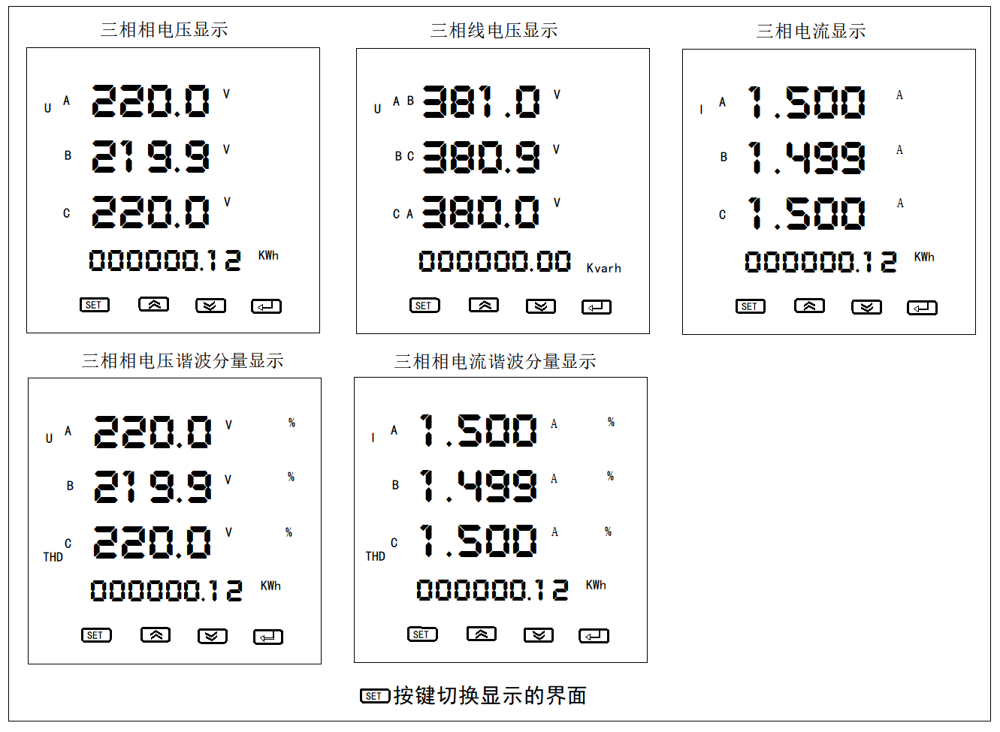 三相相电压显示
U A 220.0 V
B 219.9 V
C 220.0 V
000000.12 KWh
SET
三相线电压显示
U A B 381.0 V
B C 380.9 V
C A 380.0 V
000000.00 Kvarh
SET
三相电流显示
I A 1.500 A
B 1.499 A
C 1.500 A
000000.12 KWh
SET
三相相电压谐波分量显示
U A 220.0 V %
B 219.9 V %
THD C 220.0 V %
000000.12 KWh
SET
三相相电流谐波分量显示
I A 1.500 A %
B 1.499 A %
THD C 1.500 A %
000000.12 KWh
SET
SET 按键切换显示的界面